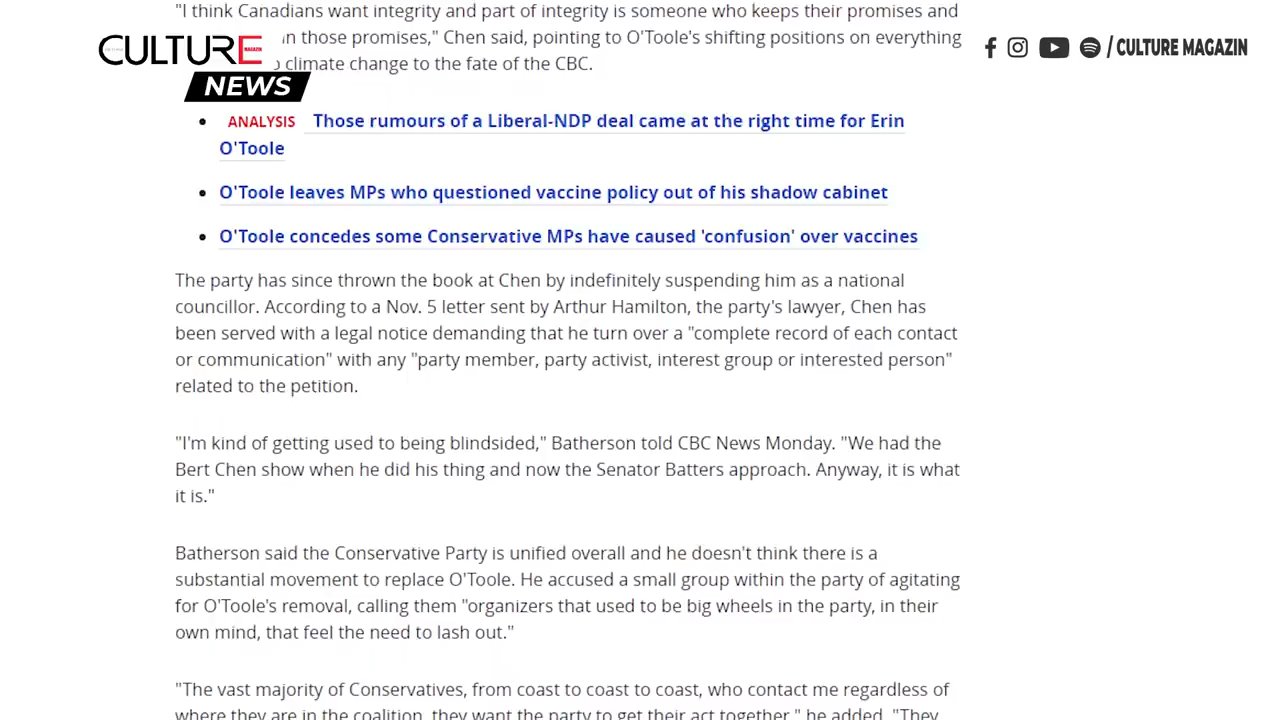 "I think Canadians want integrity and part of integrity is someone who keeps their promises and
in those promises," Chen said, pointing to O'Toole's shifting positions on everything
climate change to the fate of the CBC.
CULTURE MAGAZIN
NEWS
/ CULTURE MAGAZIN
• ANALYSIS Those rumours of a Liberal-NDP deal came at the right time for Erin
O'Toole
• O'Toole leaves MPs who questioned vaccine policy out of his shadow cabinet
• O'Toole concedes some Conservative MPs have caused 'confusion' over vaccines
The party has since thrown the book at Chen by indefinitely suspending him as a national
councillor. According to a Nov. 5 letter sent by Arthur Hamilton, the party's lawyer, Chen has
been served with a legal notice demanding that he turn over a "complete record of each contact
or communication" with any "party member, party activist, interest group or interested person"
related to the petition.
"I'm kind of getting used to being blindsided," Batherson told CBC News Monday. "We had the
Bert Chen show when he did his thing and now the Senator Batters approach. Anyway, it is what
it is."
Batherson said the Conservative Party is unified overall and he doesn't think there is a
substantial movement to replace O'Toole. He accused a small group within the party of agitating
for O'Toole's removal, calling them "organizers that used to be big wheels in the party, in their
own mind, that feel the need to lash out."
"The vast majority of Conservatives, from coast to coast to coast, who contact me regardless of
where they are in the coalition, they want the party to get their act together," he added. "They